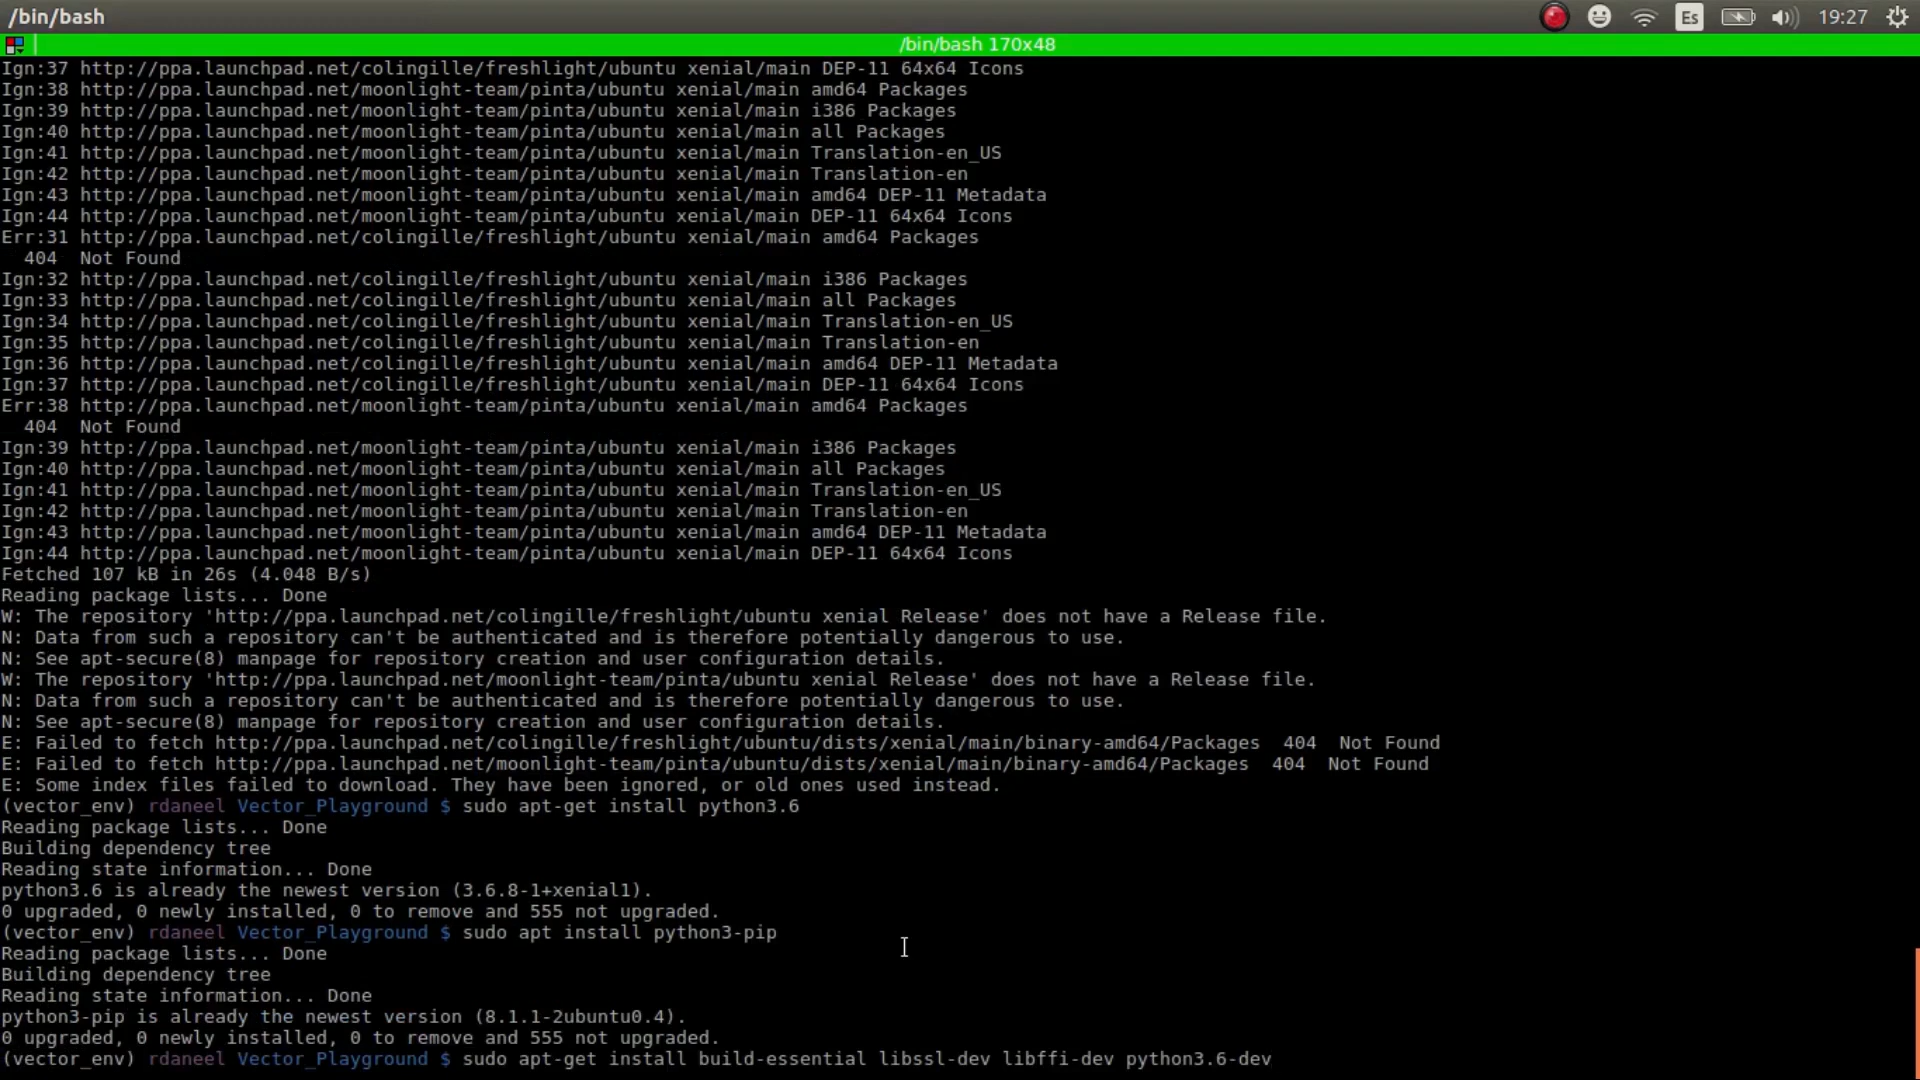 /bin/bash
Es
19:27
/bin/bash 170x48
Ign:37 http://ppa.launchpad.net/colingille/freshlight/ubuntu xenial/main DEP-11 64x64 Icons
Ign:38 http://ppa.launchpad.net/moonlight-team/pinta/ubuntu xenial/main amd64 Packages
Ign:39 http://ppa.launchpad.net/moonlight-team/pinta/ubuntu xenial/main i386 Packages
Ign:40 http://ppa.launchpad.net/moonlight-team/pinta/ubuntu xenial/main all Packages
Ign:41 http://ppa.launchpad.net/moonlight-team/pinta/ubuntu xenial/main Translation-en_US
Ign:42 http://ppa.launchpad.net/moonlight-team/pinta/ubuntu xenial/main Translation-en
Ign:43 http://ppa.launchpad.net/moonlight-team/pinta/ubuntu xenial/main amd64 DEP-11 Metadata
Ign:44 http://ppa.launchpad.net/moonlight-team/pinta/ubuntu xenial/main DEP-11 64x64 Icons
Err:31 http://ppa.launchpad.net/colingille/freshlight/ubuntu xenial/main amd64 Packages
  404  Not Found
Ign:32 http://ppa.launchpad.net/colingille/freshlight/ubuntu xenial/main i386 Packages
Ign:33 http://ppa.launchpad.net/colingille/freshlight/ubuntu xenial/main all Packages
Ign:34 http://ppa.launchpad.net/colingille/freshlight/ubuntu xenial/main Translation-en_US
Ign:35 http://ppa.launchpad.net/colingille/freshlight/ubuntu xenial/main Translation-en
Ign:36 http://ppa.launchpad.net/colingille/freshlight/ubuntu xenial/main amd64 DEP-11 Metadata
Ign:37 http://ppa.launchpad.net/colingille/freshlight/ubuntu xenial/main DEP-11 64x64 Icons
Err:38 http://ppa.launchpad.net/moonlight-team/pinta/ubuntu xenial/main amd64 Packages
  404  Not Found
Ign:39 http://ppa.launchpad.net/moonlight-team/pinta/ubuntu xenial/main i386 Packages
Ign:40 http://ppa.launchpad.net/moonlight-team/pinta/ubuntu xenial/main all Packages
Ign:41 http://ppa.launchpad.net/moonlight-team/pinta/ubuntu xenial/main Translation-en_US
Ign:42 http://ppa.launchpad.net/moonlight-team/pinta/ubuntu xenial/main Translation-en
Ign:43 http://ppa.launchpad.net/moonlight-team/pinta/ubuntu xenial/main amd64 DEP-11 Metadata
Ign:44 http://ppa.launchpad.net/moonlight-team/pinta/ubuntu xenial/main DEP-11 64x64 Icons
Fetched 107 kB in 26s (4.048 B/s)
Reading package lists... Done
W: The repository 'http://ppa.launchpad.net/colingille/freshlight/ubuntu xenial Release' does not have a Release file.
N: Data from such a repository can't be authenticated and is therefore potentially dangerous to use.
N: See apt-secure(8) manpage for repository creation and user configuration details.
W: The repository 'http://ppa.launchpad.net/moonlight-team/pinta/ubuntu xenial Release' does not have a Release file.
N: Data from such a repository can't be authenticated and is therefore potentially dangerous to use.
N: See apt-secure(8) manpage for repository creation and user configuration details.
E: Failed to fetch http://ppa.launchpad.net/colingille/freshlight/ubuntu/dists/xenial/main/binary-amd64/Packages  404  Not Found
E: Failed to fetch http://ppa.launchpad.net/moonlight-team/pinta/ubuntu/dists/xenial/main/binary-amd64/Packages  404  Not Found
E: Some index files failed to download. They have been ignored, or old ones used instead.
(vector_env) rdaneel Vector_Playground $ sudo apt-get install python3.6
Reading package lists... Done
Building dependency tree
Reading state information... Done
python3.6 is already the newest version (3.6.8-1+xenial1).
0 upgraded, 0 newly installed, 0 to remove and 555 not upgraded.
(vector_env) rdaneel Vector_Playground $ sudo apt install python3-pip
Reading package lists... Done
Building dependency tree
Reading state information... Done
python3-pip is already the newest version (8.1.1-2ubuntu0.4).
0 upgraded, 0 newly installed, 0 to remove and 555 not upgraded.
(vector_env) rdaneel Vector_Playground $ sudo apt-get install build-essential libssl-dev libffi-dev python3.6-dev